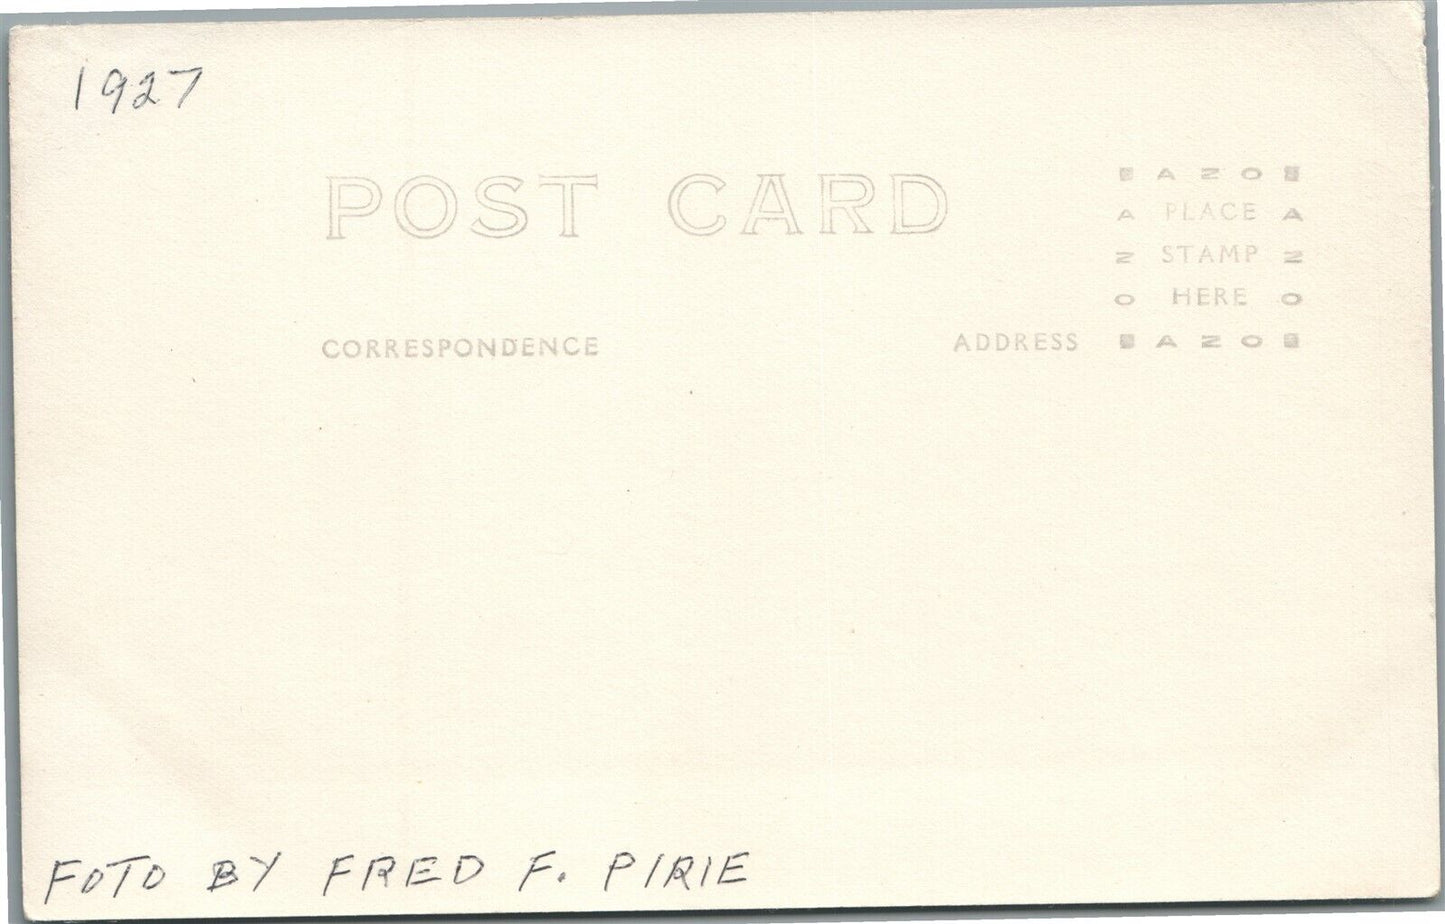 1927
POST CARD
AZO
A PLACE A
Z STAMP Z
O HERE O
CORRESPONDENCE
ADDRESS
AZO
FOTO BY FRED F. PIRIE